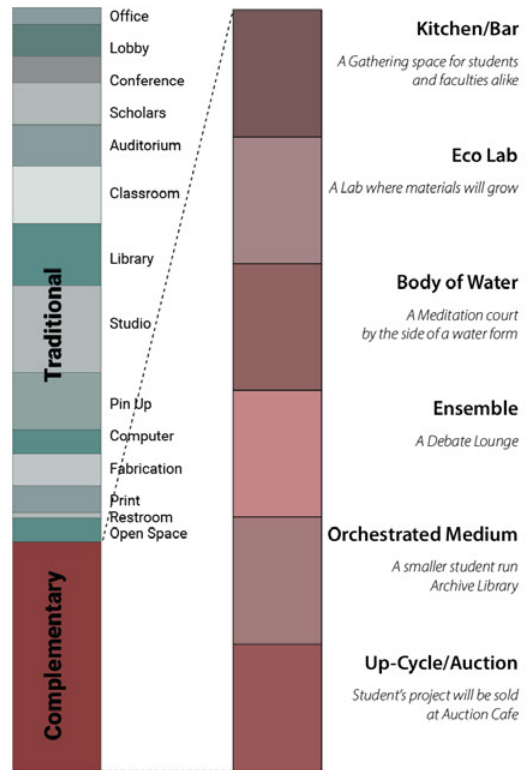 Office
Lobby
Conference
Scholars
Auditorium
Classroom
Library
Studio
Pin Up
Computer
Fabrication
Print
Restroom
Open Space
Traditional
Complementary
Kitchen/Bar
A Gathering space for students
and faculties alike
Eco Lab
A Lab where materials will grow
Body of Water
A Meditation court
by the side of a water form
Ensemble
A Debate Lounge
Orchestrated Medium
A smaller student run
Archive Library
Up-Cycle/Auction
Student's project will be sold
at Auction Cafe